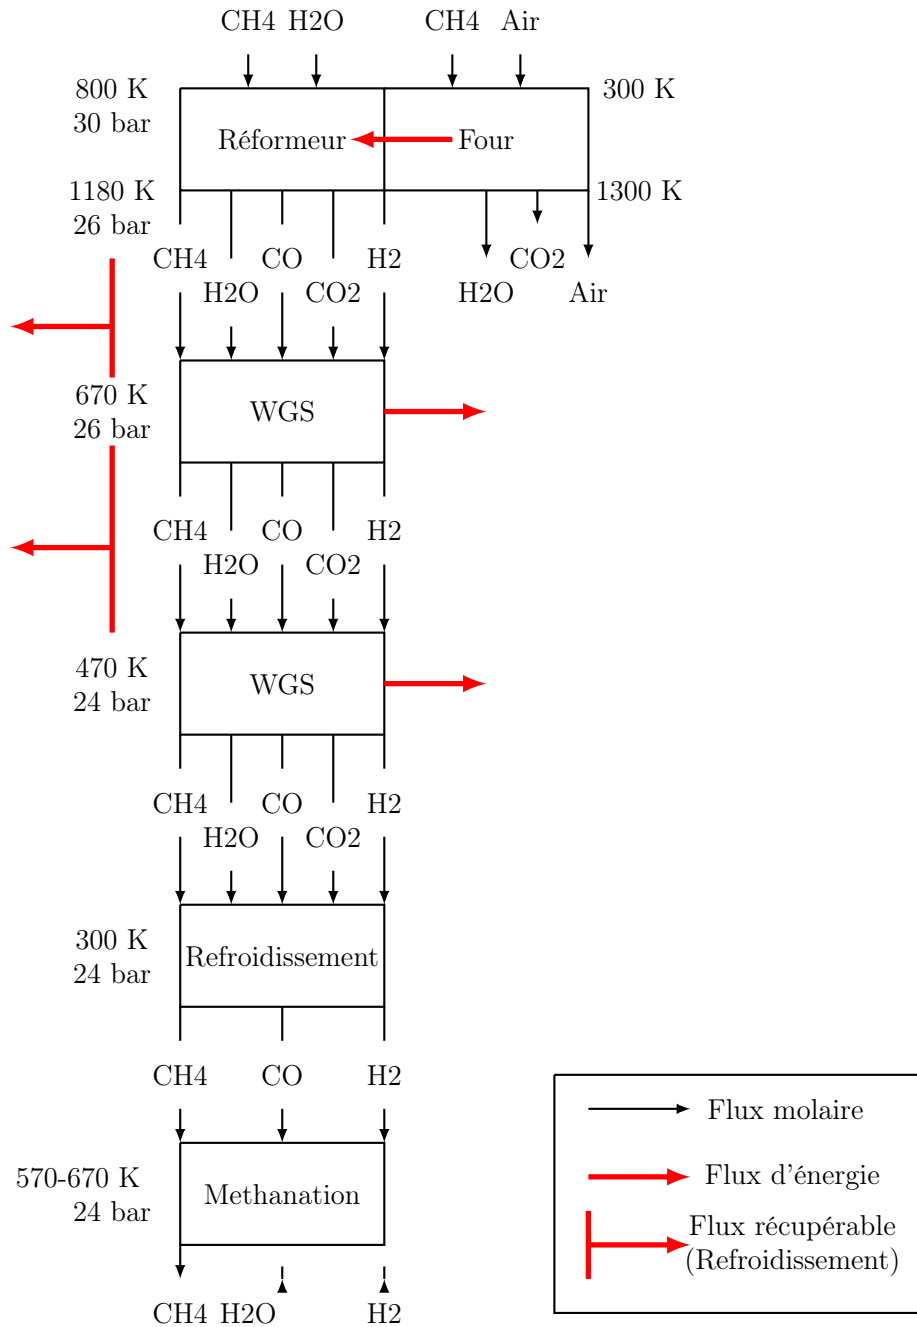 CH4 H2O CH4 Air
800 K
30 bar
300 K
Réformeur
Four
1180 K
26 bar
1300 K
CH4 CO H2
H2O CO2
CO2
H2O Air
670 K
26 bar
WGS
CH4 CO H2
H2O CO2
470 K
24 bar
WGS
CH4 CO H2
H2O CO2
300 K
24 bar
Refroidissement
CH4 CO H2
570-670 K
24 bar
Methanation
CH4 H2O H2
Flux molaire
Flux d'énergie
Flux récupérable
(Refroidissement)